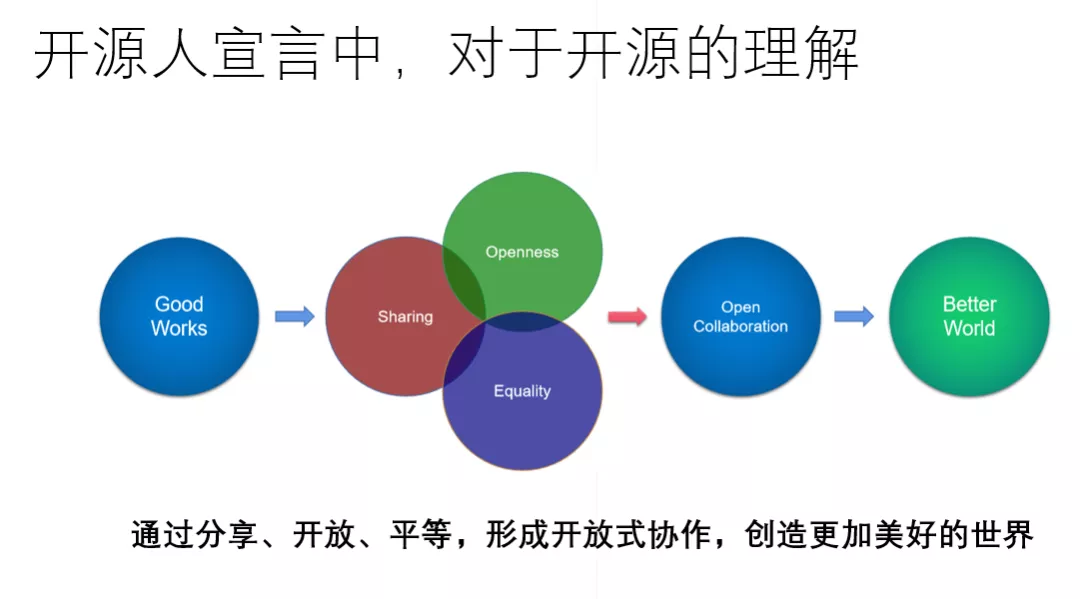 开源人宣言中，对于开源的理解
Good
Works
Sharing
Openness
Equality
Open
Collaboration
Better
World
通过分享、开放、平等，形成开放式协作，创造更加美好的世界